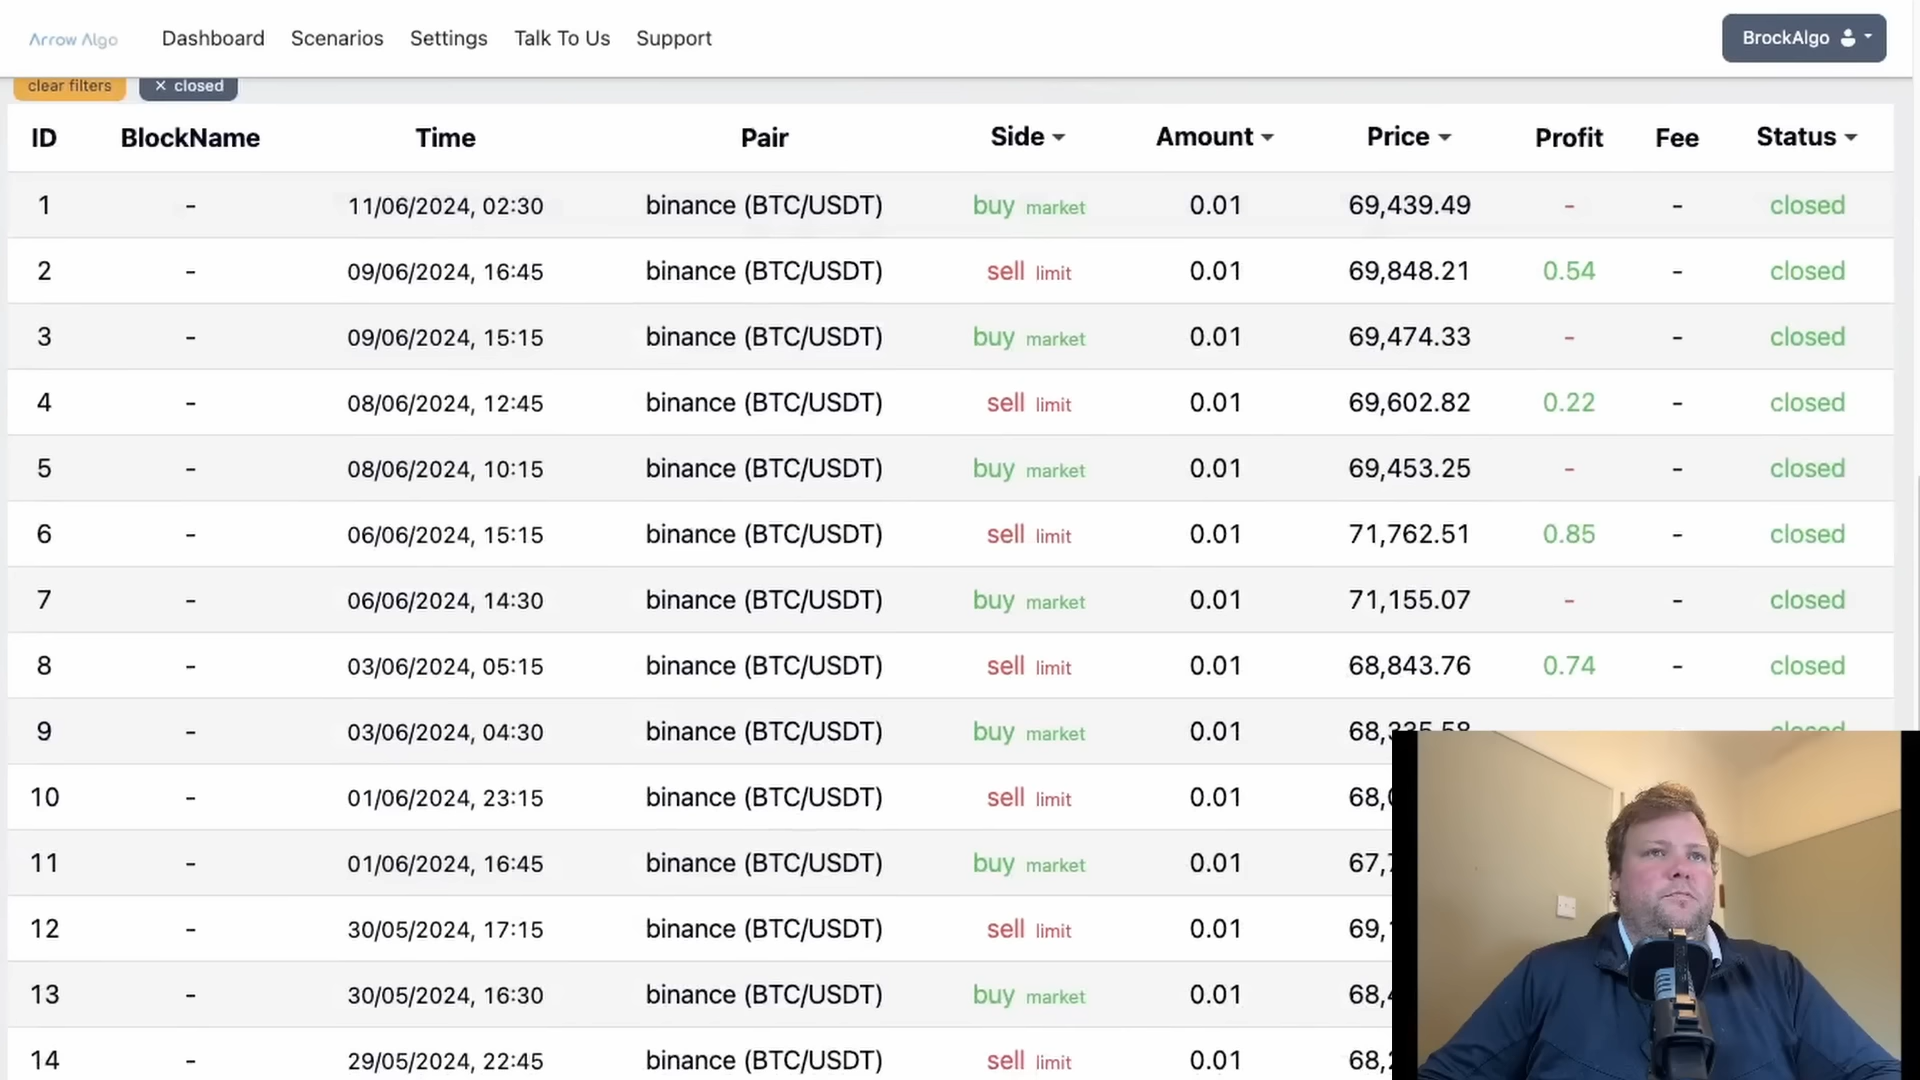 Arrow Algo Dashboard Scenarios Settings Talk To Us Support BrockAlgo
clear filters × closed
ID BlockName Time Pair Side Amount Price Profit Fee Status
1 - 11/06/2024, 02:30 binance (BTC/USDT) buy market 0.01 69,439.49 - - closed
2 - 09/06/2024, 16:45 binance (BTC/USDT) sell limit 0.01 69,848.21 0.54 - closed
3 - 09/06/2024, 15:15 binance (BTC/USDT) buy market 0.01 69,474.33 - - closed
4 - 08/06/2024, 12:45 binance (BTC/USDT) sell limit 0.01 69,602.82 0.22 - closed
5 - 08/06/2024, 10:15 binance (BTC/USDT) buy market 0.01 69,453.25 - - closed
6 - 06/06/2024, 15:15 binance (BTC/USDT) sell limit 0.01 71,762.51 0.85 - closed
7 - 06/06/2024, 14:30 binance (BTC/USDT) buy market 0.01 71,155.07 - - closed
8 - 03/06/2024, 05:15 binance (BTC/USDT) sell limit 0.01 68,843.76 0.74 - closed
9 - 03/06/2024, 04:30 binance (BTC/USDT) buy market 0.01 closed
10 - 01/06/2024, 23:15 binance (BTC/USDT) sell limit 0.01
11 - 01/06/2024, 16:45 binance (BTC/USDT) buy market 0.01
12 - 30/05/2024, 17:15 binance (BTC/USDT) sell limit 0.01
13 - 30/05/2024, 16:30 binance (BTC/USDT) buy market 0.01
14 - 29/05/2024, 22:45 binance (BTC/USDT) sell limit 0.01